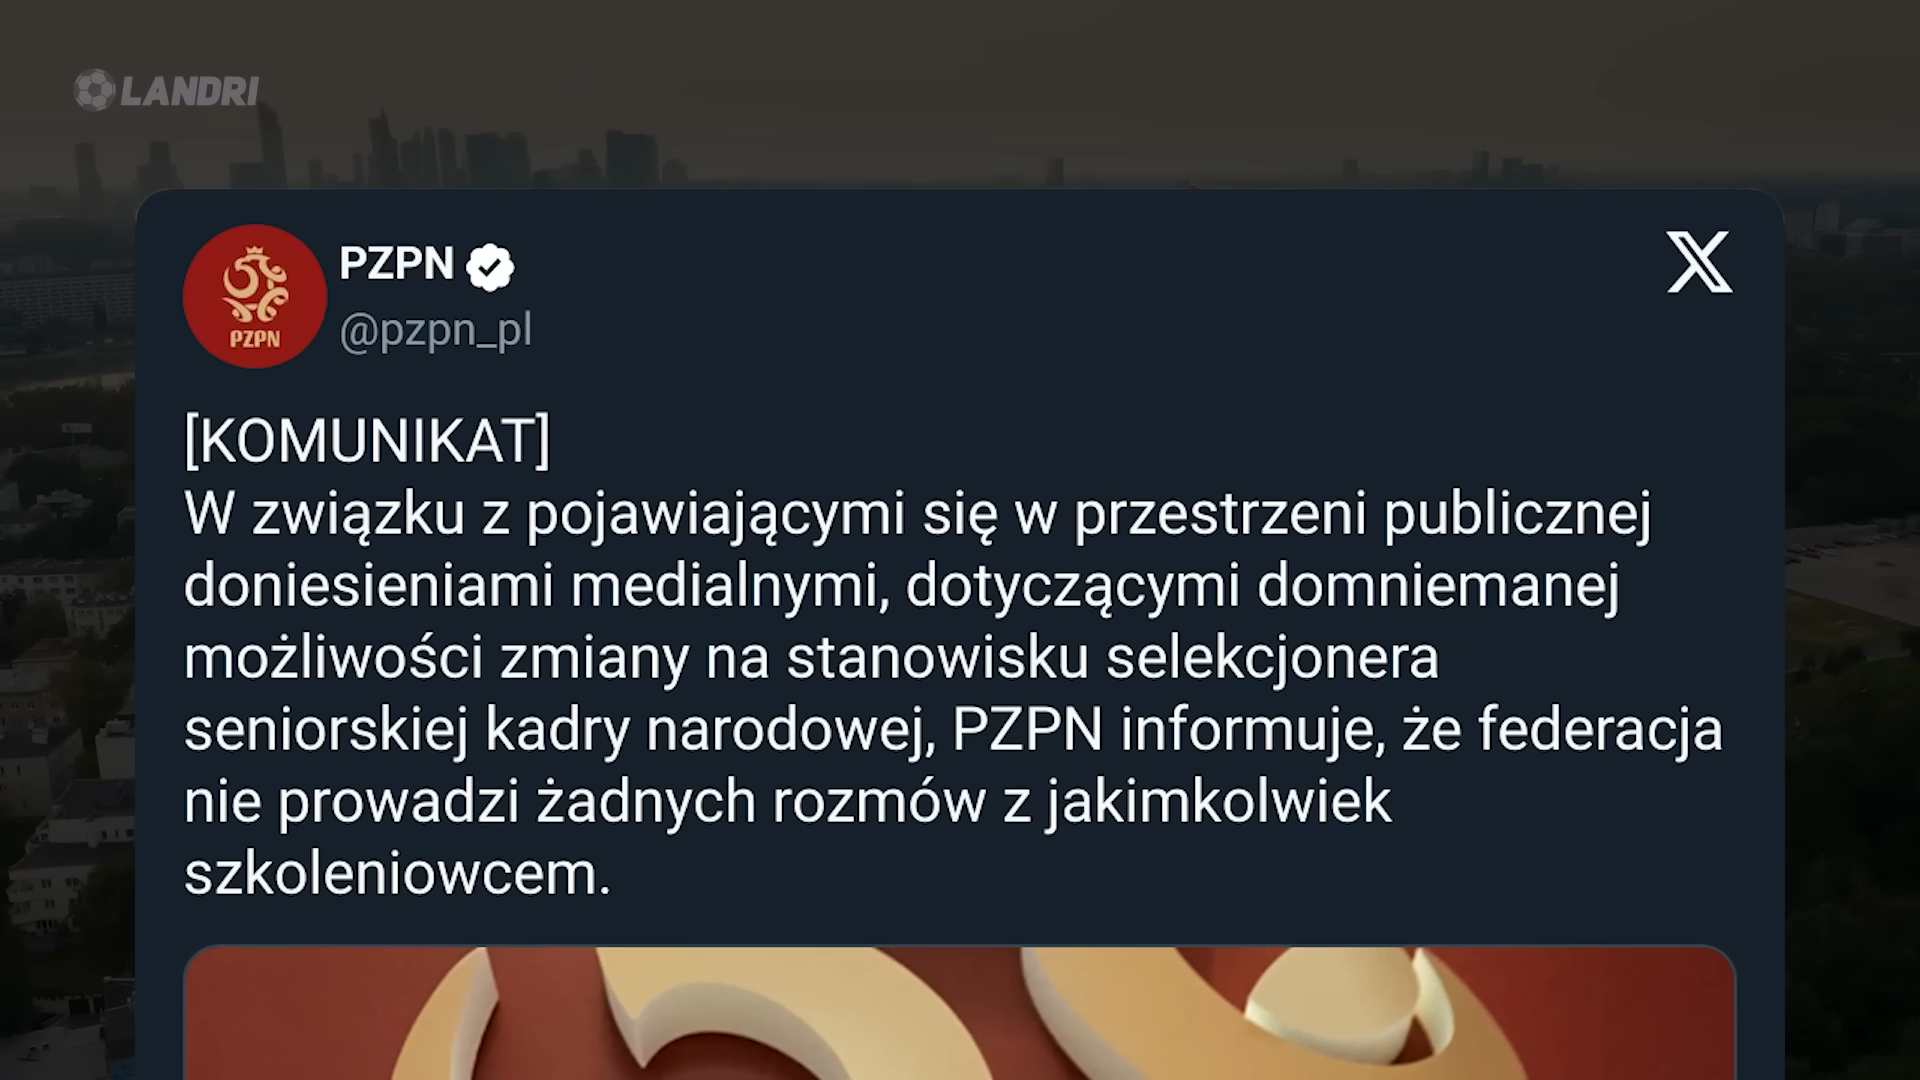 LANDRI
PZPN
@pzpn_pl
PZPN
[KOMUNIKAT]
W związku z pojawiającymi się w przestrzeni publicznej
doniesieniami medialnymi, dotyczącymi domniemanej
możliwości zmiany na stanowisku selekcjonera
seniorskiej kadry narodowej, PZPN informuje, że federacja
nie prowadzi żadnych rozmów z jakimkolwiek
szkoleniowcem.